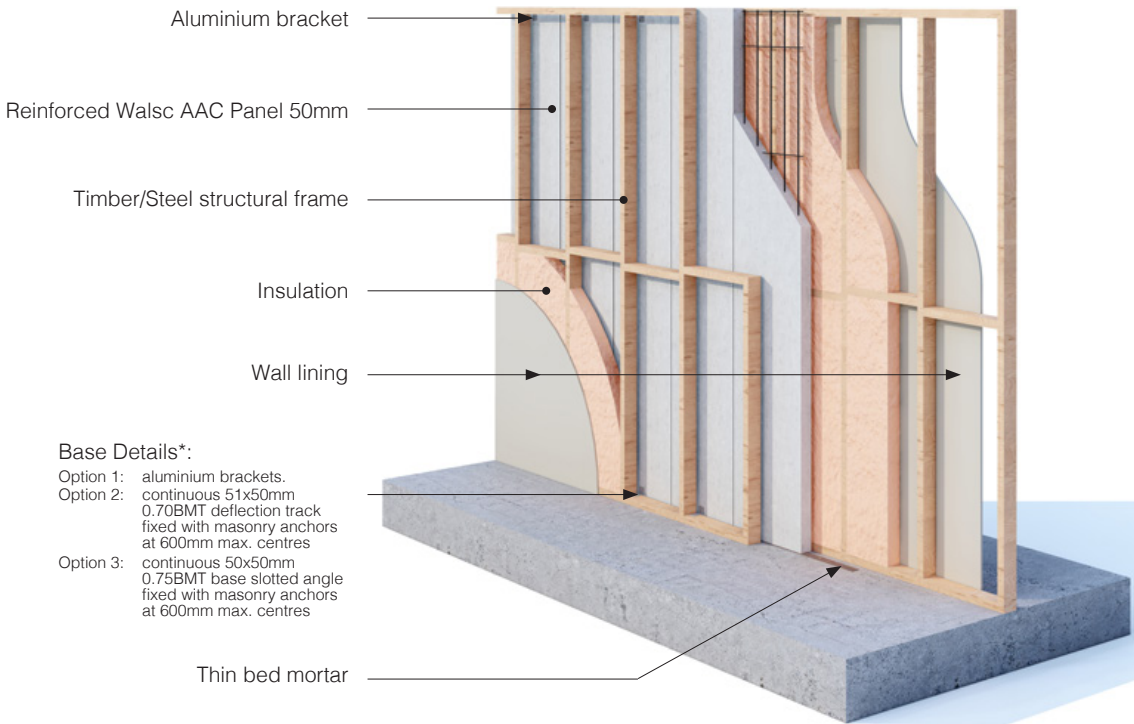 Aluminium bracket
Reinforced Walsc AAC Panel 50mm
Timber/Steel structural frame
Insulation
Wall lining
Base Details*:
Option 1: aluminium brackets.
Option 2: continuous 51x50mm
0.70BMT deflection track
fixed with masonry anchors
at 600mm max. centres
Option 3: continuous 50x50mm
0.75BMT base slotted angle
fixed with masonry anchors
at 600mm max. centres
Thin bed mortar